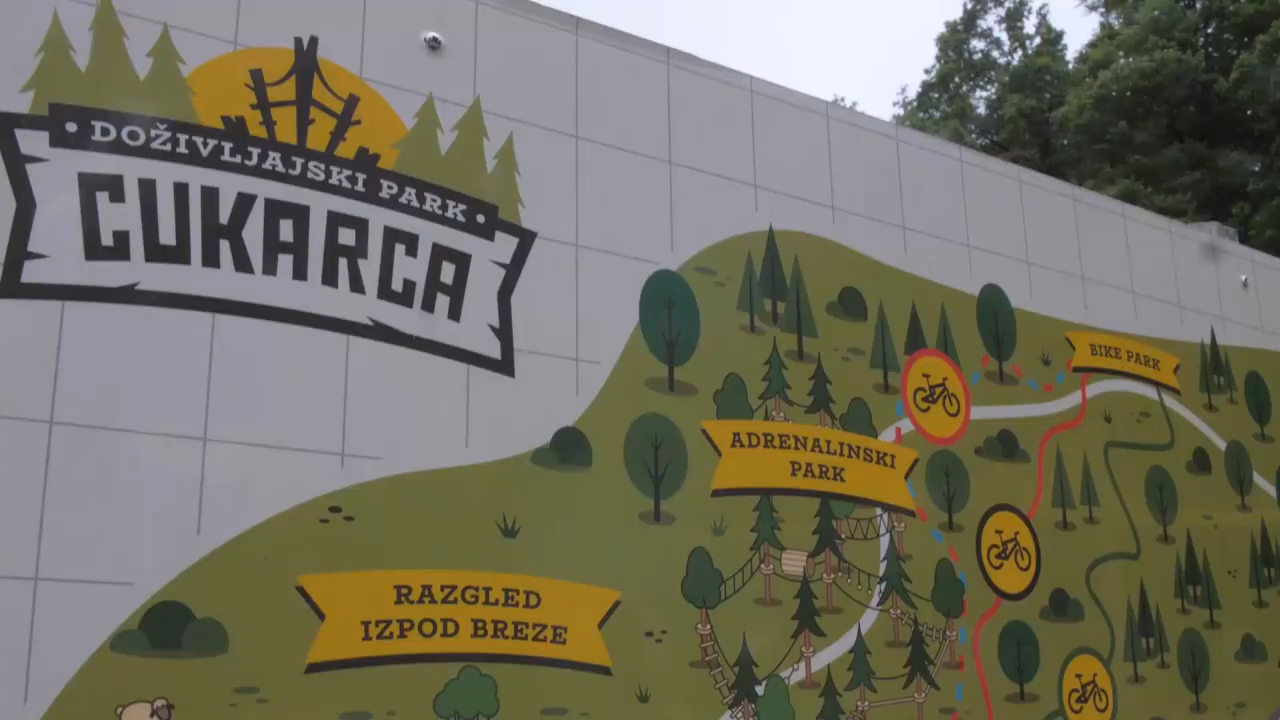 • DOŽIVLJAJSKI PARK •
CUKARCA
BIKE PARK
ADRENALINSKI
PARK
RAZGLED
IZPOD BREZE